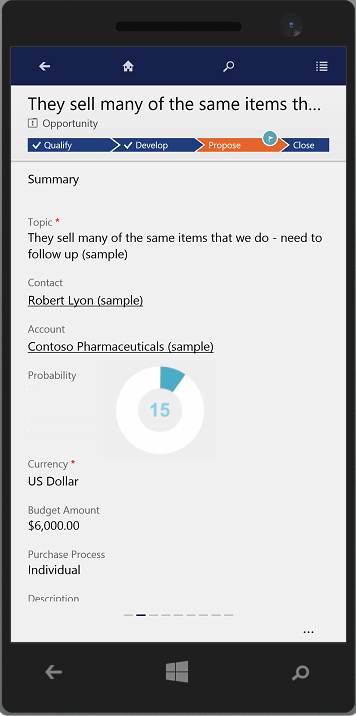 They sell many of the same items th...
Opportunity
Qualify
Develop
Propose
Close
Summary
Topic *
They sell many of the same items that we do - need to
follow up (sample)
Contact
Robert Lyon (sample)
Account
Contoso Pharmaceuticals (sample)
Probability
15
Currency *
US Dollar
Budget Amount
$6,000.00
Purchase Process
Individual
Description
...